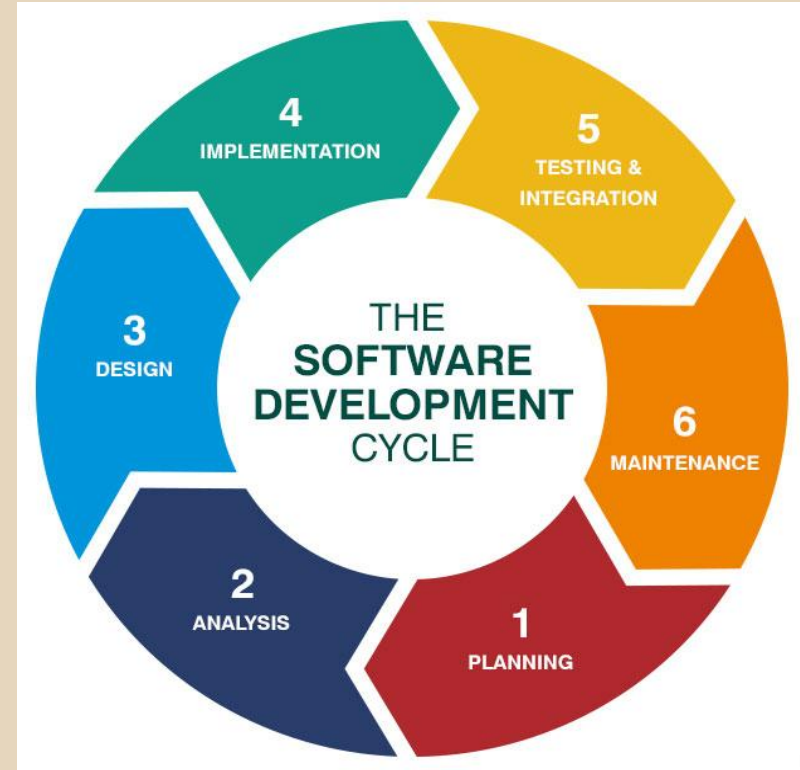 THE
SOFTWARE
DEVELOPMENT
CYCLE
1
PLANNING
2
ANALYSIS
3
DESIGN
4
IMPLEMENTATION
5
TESTING &
INTEGRATION
6
MAINTENANCE